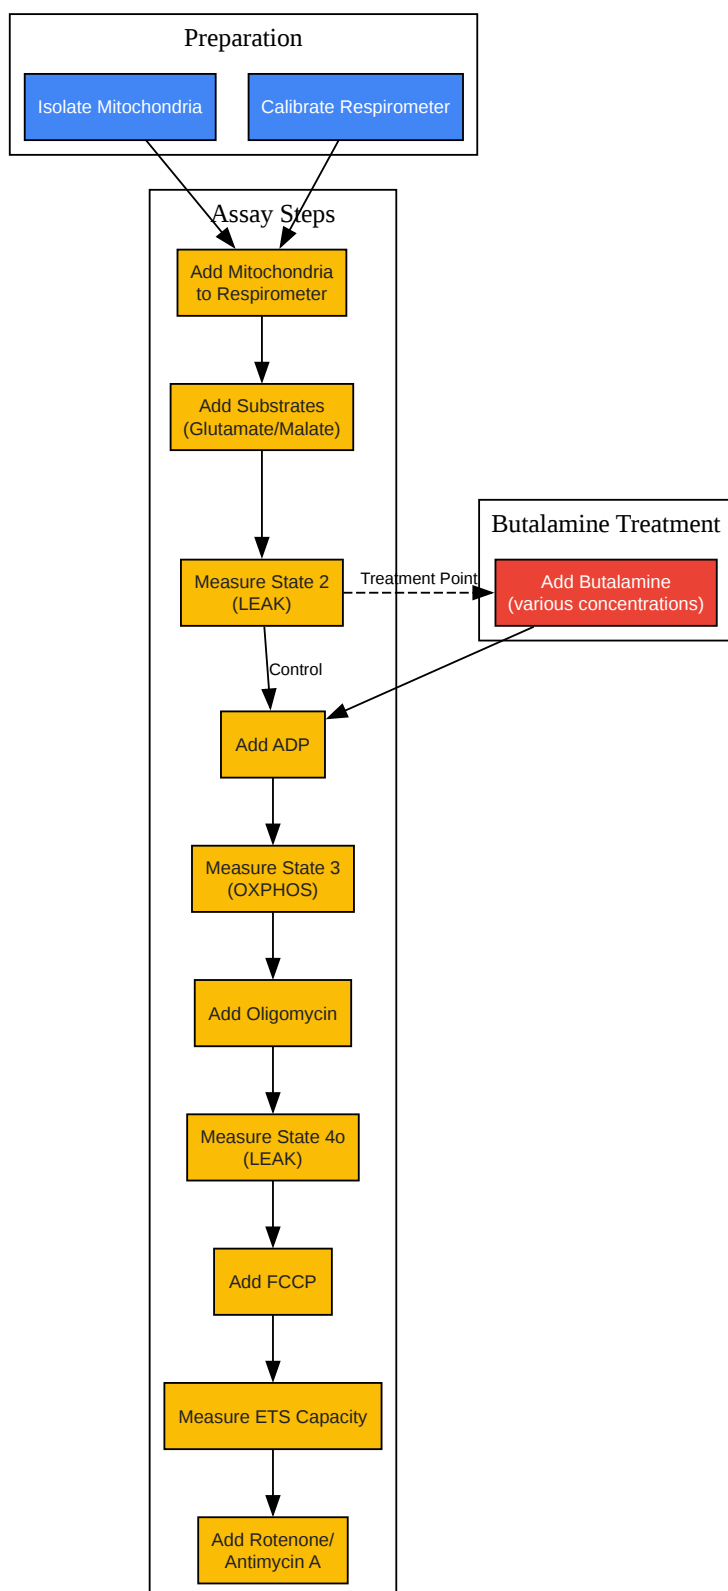 Preparation
Isolate Mitochondria
Calibrate Respirometer
Assay Steps
Add Mitochondria
to Respirometer
Add Substrates
(Glutamate/Malate)
Butalamine Treatment
Measure State 2
(LEAK)
Treatment Point
Add Butalamine
(various concentrations)
Control
Add ADP
Measure State 3
(OXPHOS)
Add Oligomycin
Measure State 4o
(LEAK)
Add FCCP
Measure ETS Capacity
Add Rotenone/
Antimycin A